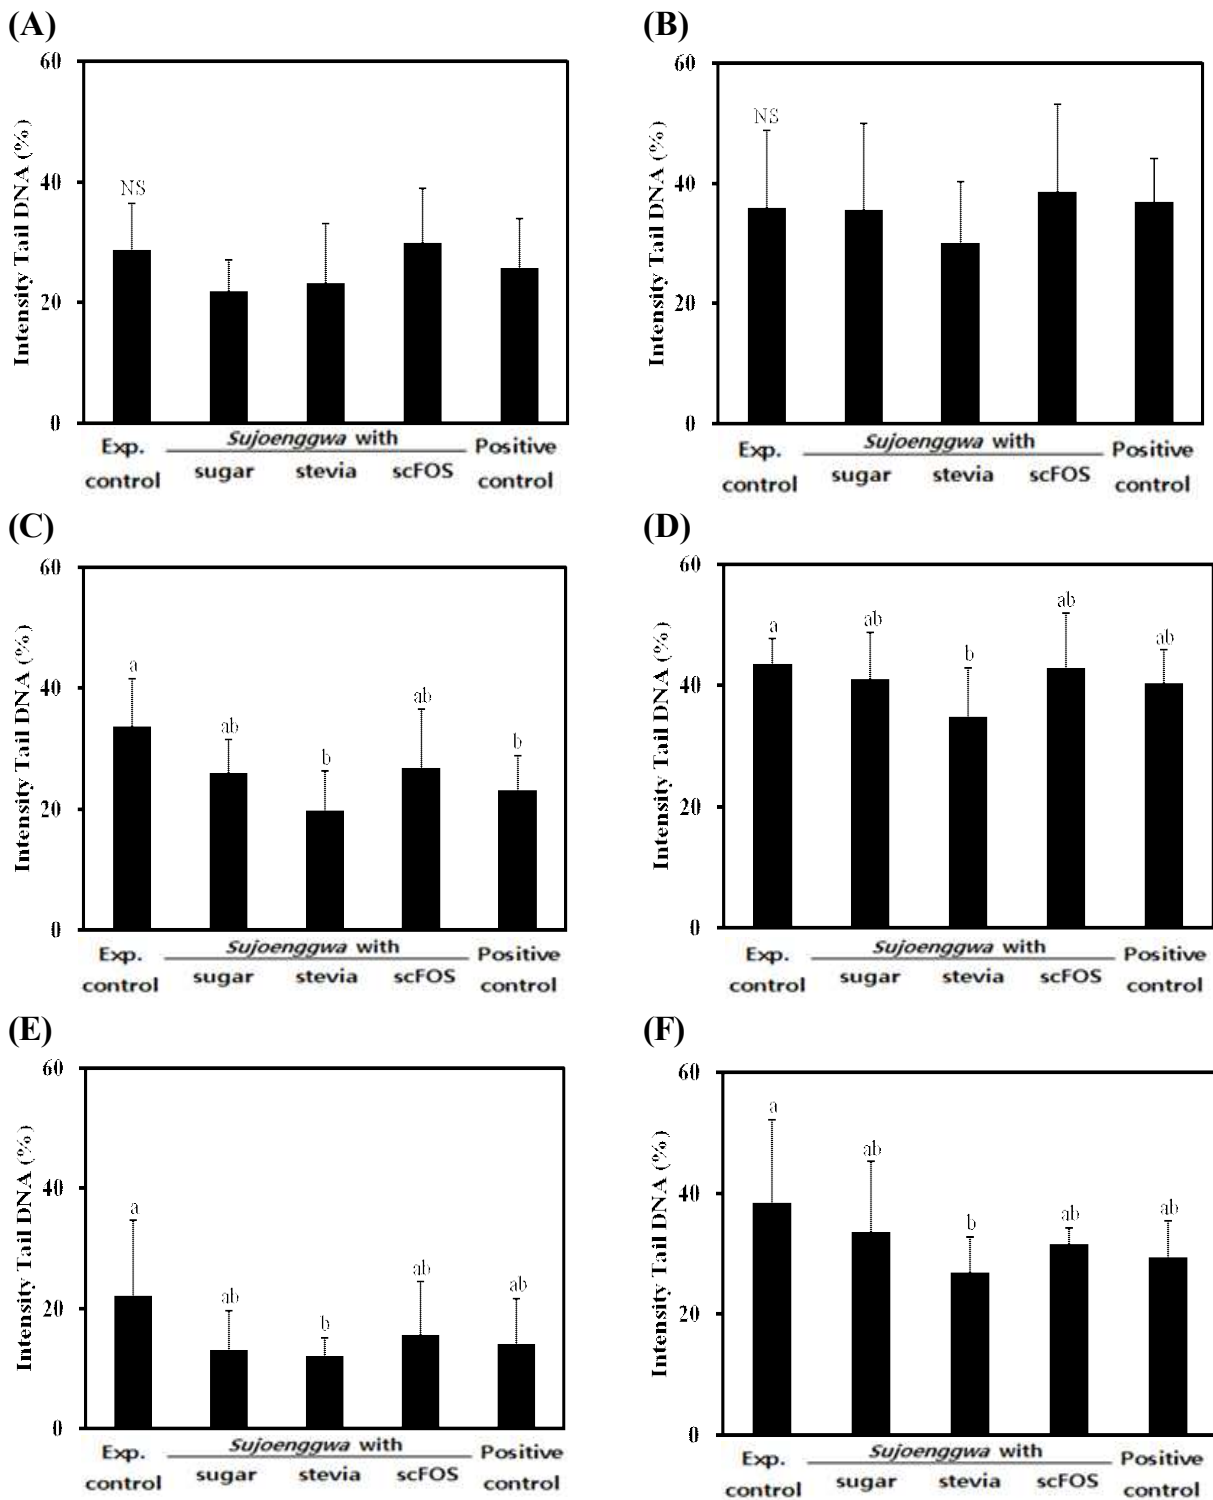 (A)
Intensity Tail DNA (%)
60
40
20
0
NS
Exp. control
Sujoenggwa with
sugar stevia scFOS
Positive control
(B)
Intensity Tail DNA (%)
60
40
20
0
NS
Exp. control
Sujoenggwa with
sugar stevia scFOS
Positive control
(C)
Intensity Tail DNA (%)
60
40
20
0
a ab b ab b
Exp. control
Sujoenggwa with
sugar stevia scFOS
Positive control
(D)
Intensity Tail DNA (%)
60
40
20
0
a ab b ab ab
Exp. control
Sujoenggwa with
sugar stevia scFOS
Positive control
(E)
Intensity Tail DNA (%)
60
40
20
0
a ab b ab ab
Exp. control
Sujoenggwa with
sugar stevia scFOS
Positive control
(F)
Intensity Tail DNA (%)
60
40
20
0
a ab b ab ab
Exp. control
Sujoenggwa with
sugar stevia scFOS
Positive control